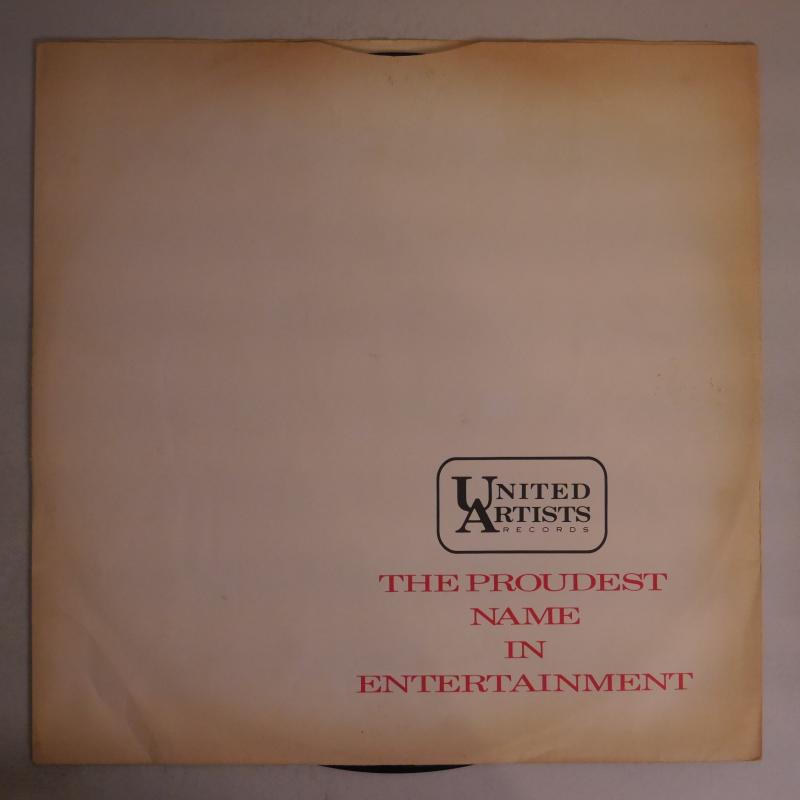 UNITED
ARTISTS
RECORDS
THE PROUDEST
NAME
IN
ENTERTAINMENT